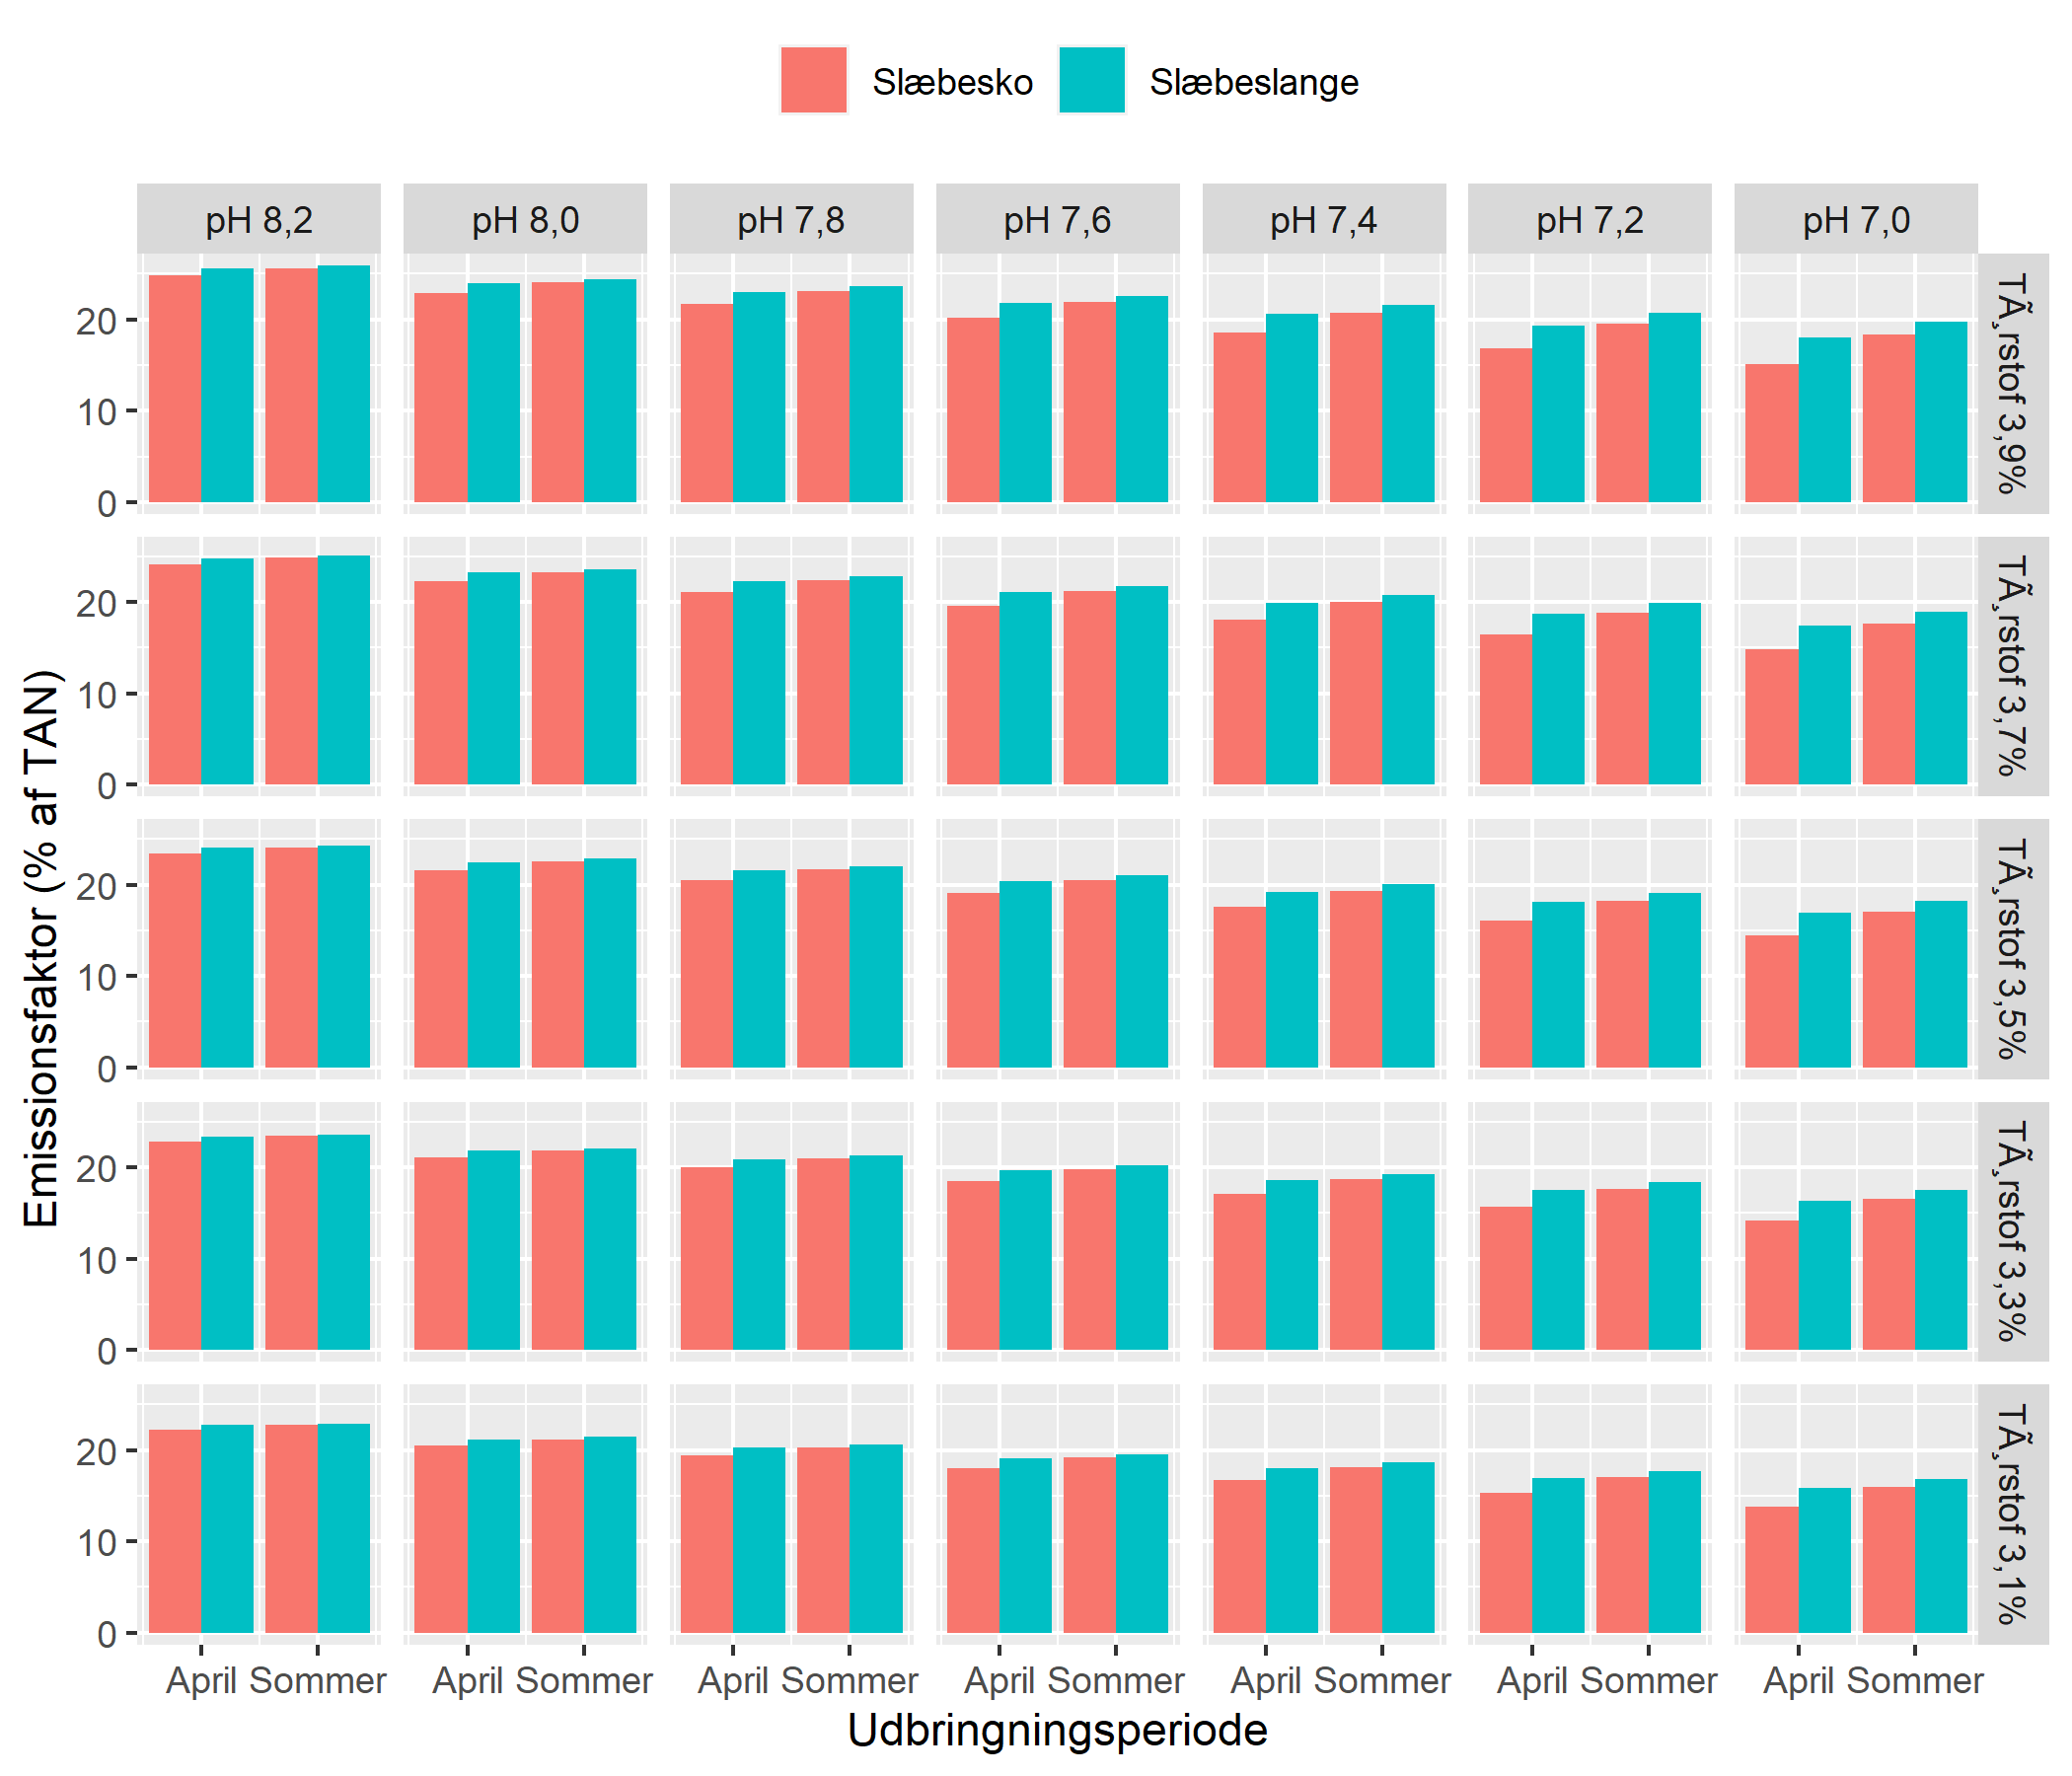 Slæbesko Slæbeslange
pH 8,2 pH 8,0 pH 7,8 pH 7,6 pH 7,4 pH 7,2 pH 7,0
20
10
0
TÃ¸rstof 3,9%
20
10
0
TÃ¸rstof 3,7%
20
10
0
TÃ¸rstof 3,5%
20
10
0
TÃ¸rstof 3,3%
20
10
0
TÃ¸rstof 3,1%
Emissionsfaktor (% af TAN)
April Sommer April Sommer April Sommer April Sommer April Sommer April Sommer April Sommer
Udbringningsperiode